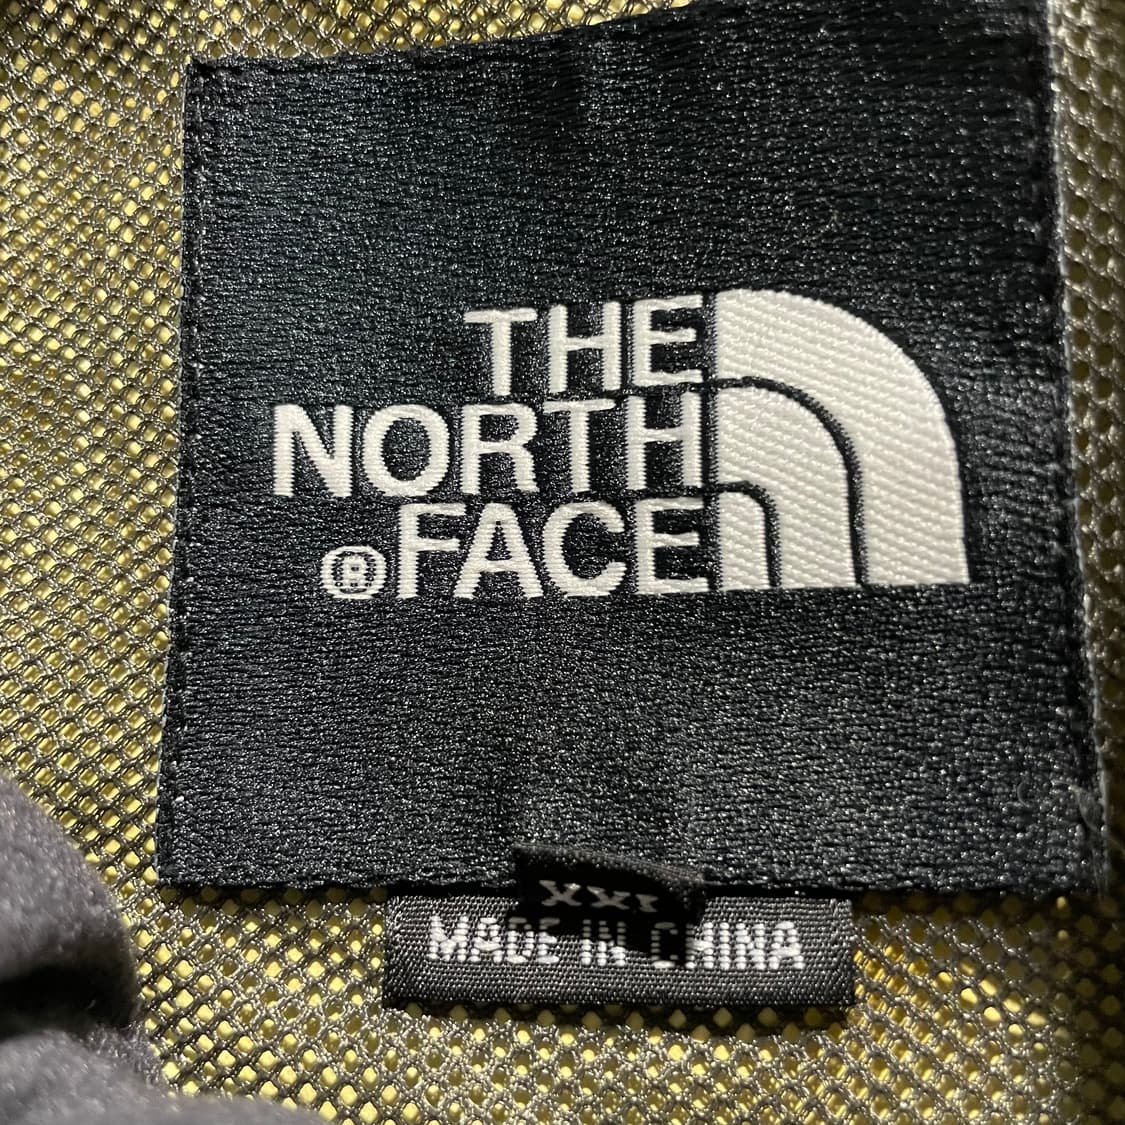 THE
NORTH
®FACE
XXL
MADE IN CHINA